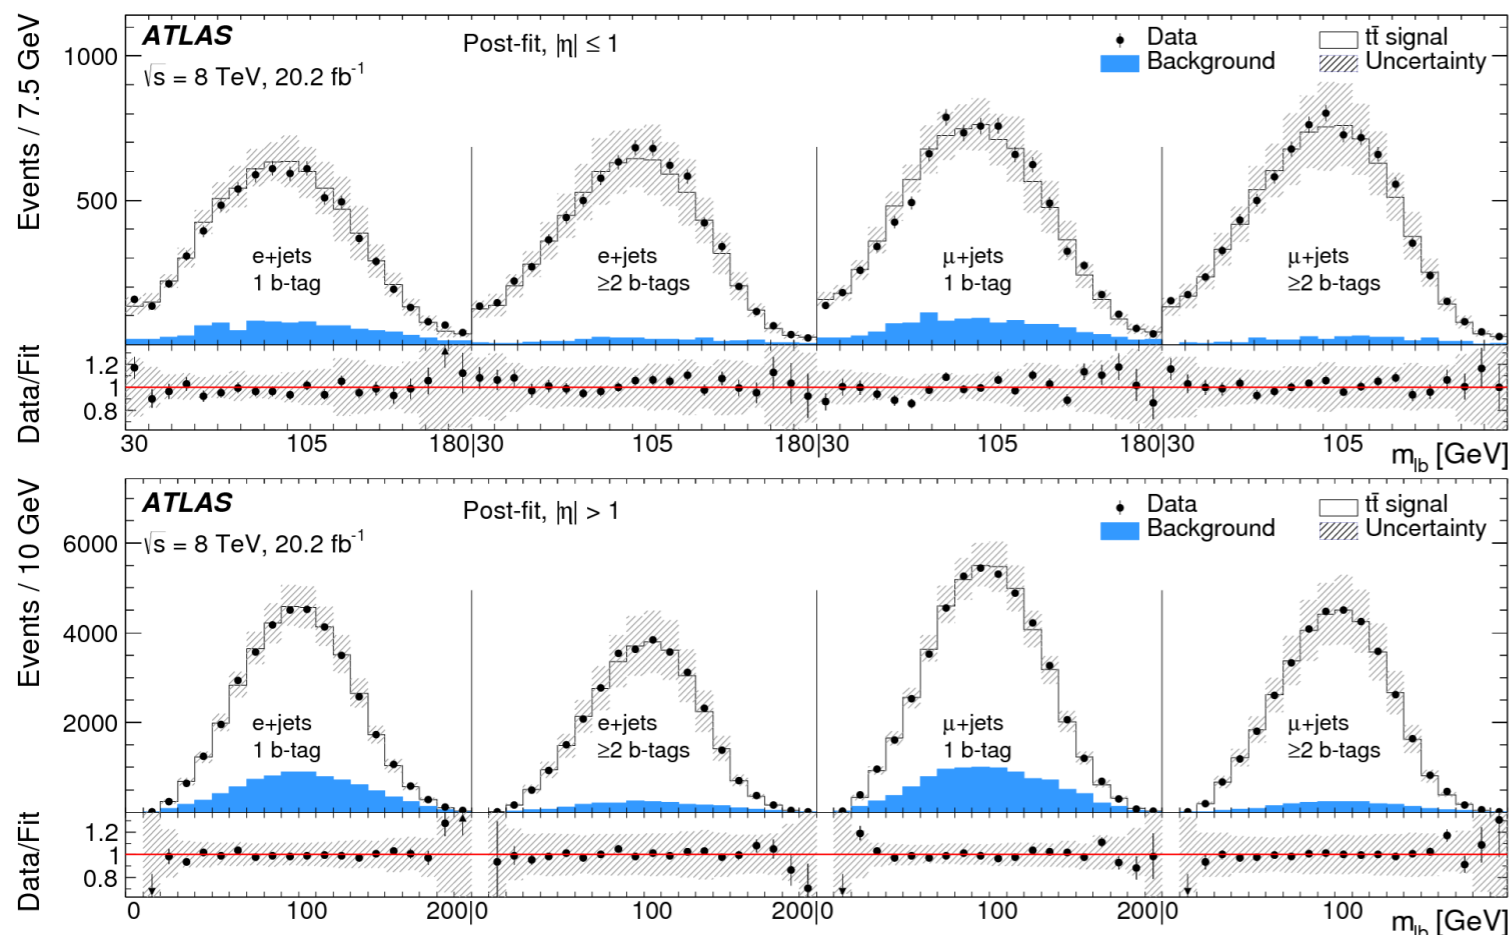 ATLAS
Post-fit, |η| ≤ 1
√s = 8 TeV, 20.2 fb⁻¹
Data
Background
tt̄ signal
Uncertainty
Events / 7.5 GeV
1000
500
e+jets
1 b-tag
e+jets
≥2 b-tags
μ+jets
1 b-tag
μ+jets
≥2 b-tags
Data/Fit
1.2
1
0.8
30 105 180|30 105 180|30 105 180|30 105
m_lb [GeV]
ATLAS
Post-fit, |η| > 1
√s = 8 TeV, 20.2 fb⁻¹
Data
Background
tt̄ signal
Uncertainty
Events / 10 GeV
6000
4000
2000
e+jets
1 b-tag
e+jets
≥2 b-tags
μ+jets
1 b-tag
μ+jets
≥2 b-tags
Data/Fit
1.2
1
0.8
0 100 200|0 100 200|0 100 200|0 100
m_lb [GeV]